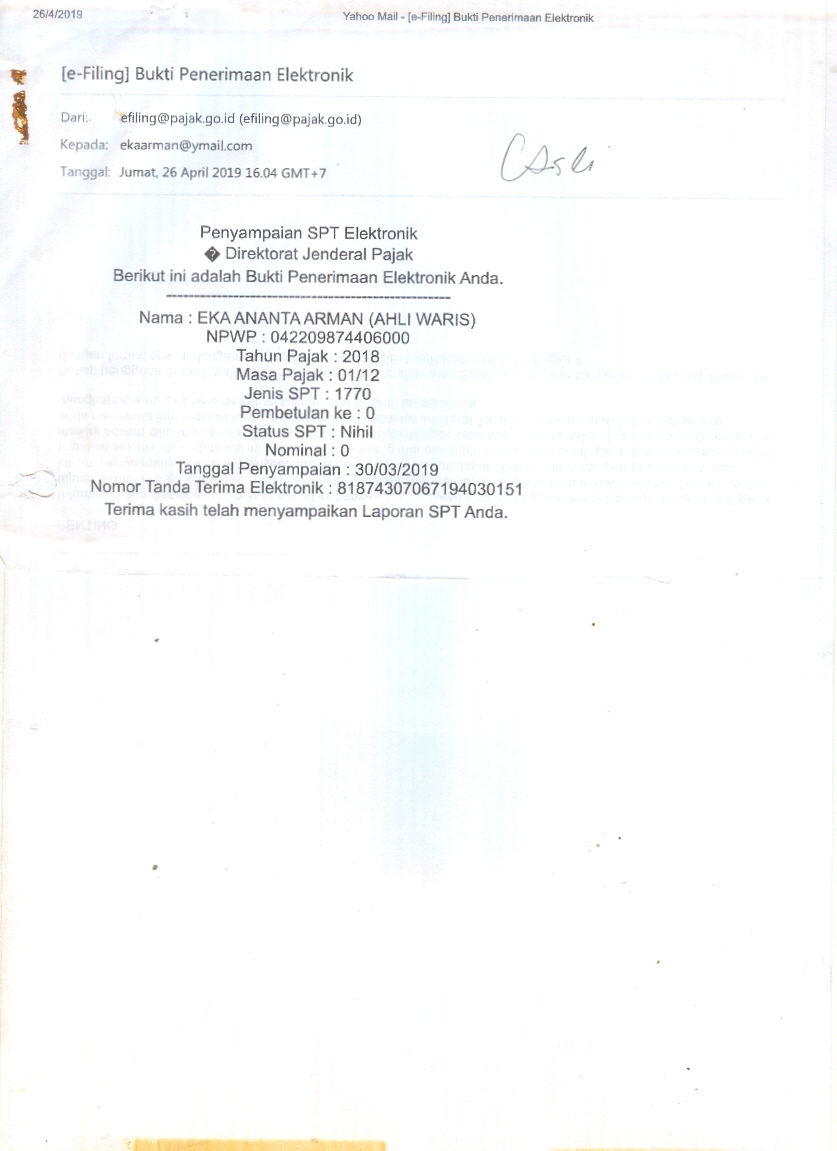 26/4/2019
Yahoo Mail - [e-Filing] Bukti Penerimaan Elektronik
[e-Filing] Bukti Penerimaan Elektronik
Dari: efiling@pajak.go.id (efiling@pajak.go.id)
Kepada: ekaarman@ymail.com
Tanggal: Jumat, 26 April 2019 16.04 GMT+7
Penyampaian SPT Elektronik
� Direktorat Jenderal Pajak
Berikut ini adalah Bukti Penerimaan Elektronik Anda.
----------------------------------------------------
Nama : EKA ANANTA ARMAN (AHLI WARIS)
NPWP : 042209874406000
Tahun Pajak : 2018
Masa Pajak : 01/12
Jenis SPT : 1770
Pembetulan ke : 0
Status SPT : Nihil
Nominal : 0
Tanggal Penyampaian : 30/03/2019
Nomor Tanda Terima Elektronik : 81874307067194030151
Terima kasih telah menyampaikan Laporan SPT Anda.